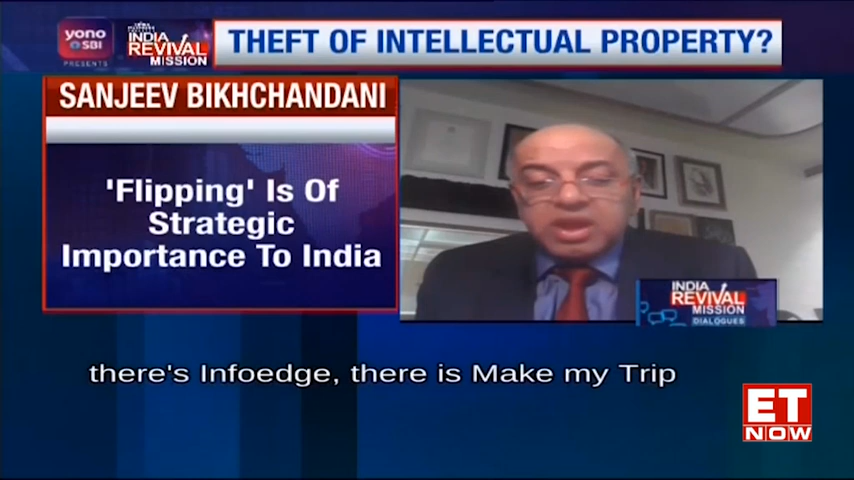 yono
SBI
PRESENTS
INDIA
REVIVAL
MISSION
THEFT OF INTELLECTUAL PROPERTY?
SANJEEV BIKHCHANDANI
'Flipping' Is Of
Strategic
Importance To India
INDIA
REVIVAL
MISSION
DIALOGUES
there's Infoedge, there is Make my Trip
ET
NOW